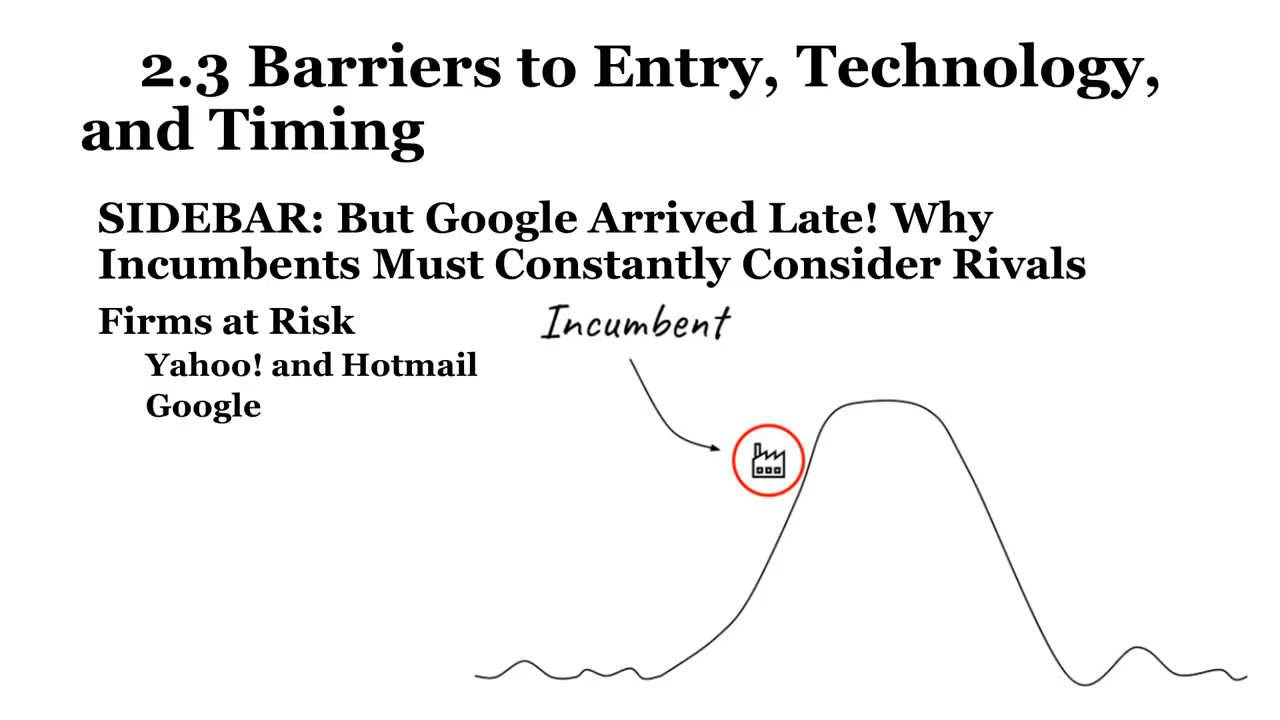 2.3 Barriers to Entry, Technology,
and Timing
SIDEBAR: But Google Arrived Late! Why
Incumbents Must Constantly Consider Rivals
Firms at Risk
Yahoo! and Hotmail
Google
Incumbent